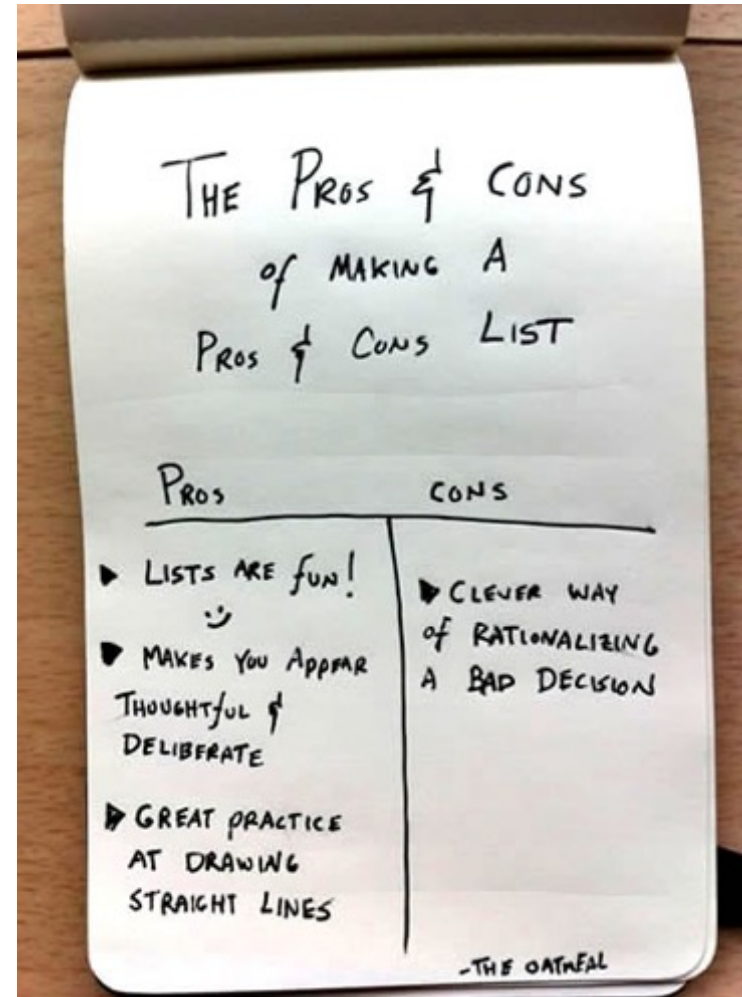 THE PROS & CONS
of MAKING A
PROS & CONS LIST
PROS
▶ LISTS ARE fUN!
:)
▶ MAKES YOU APPEAR
THOUGHTfUL &
DELIBERATE
▶ GREAT PRACTICE
AT DRAWING
STRAIGHT LINES
CONS
▶ CLEVER WAY
of RATIONALIZING
A BAD DECISION
-THE OATMEAL